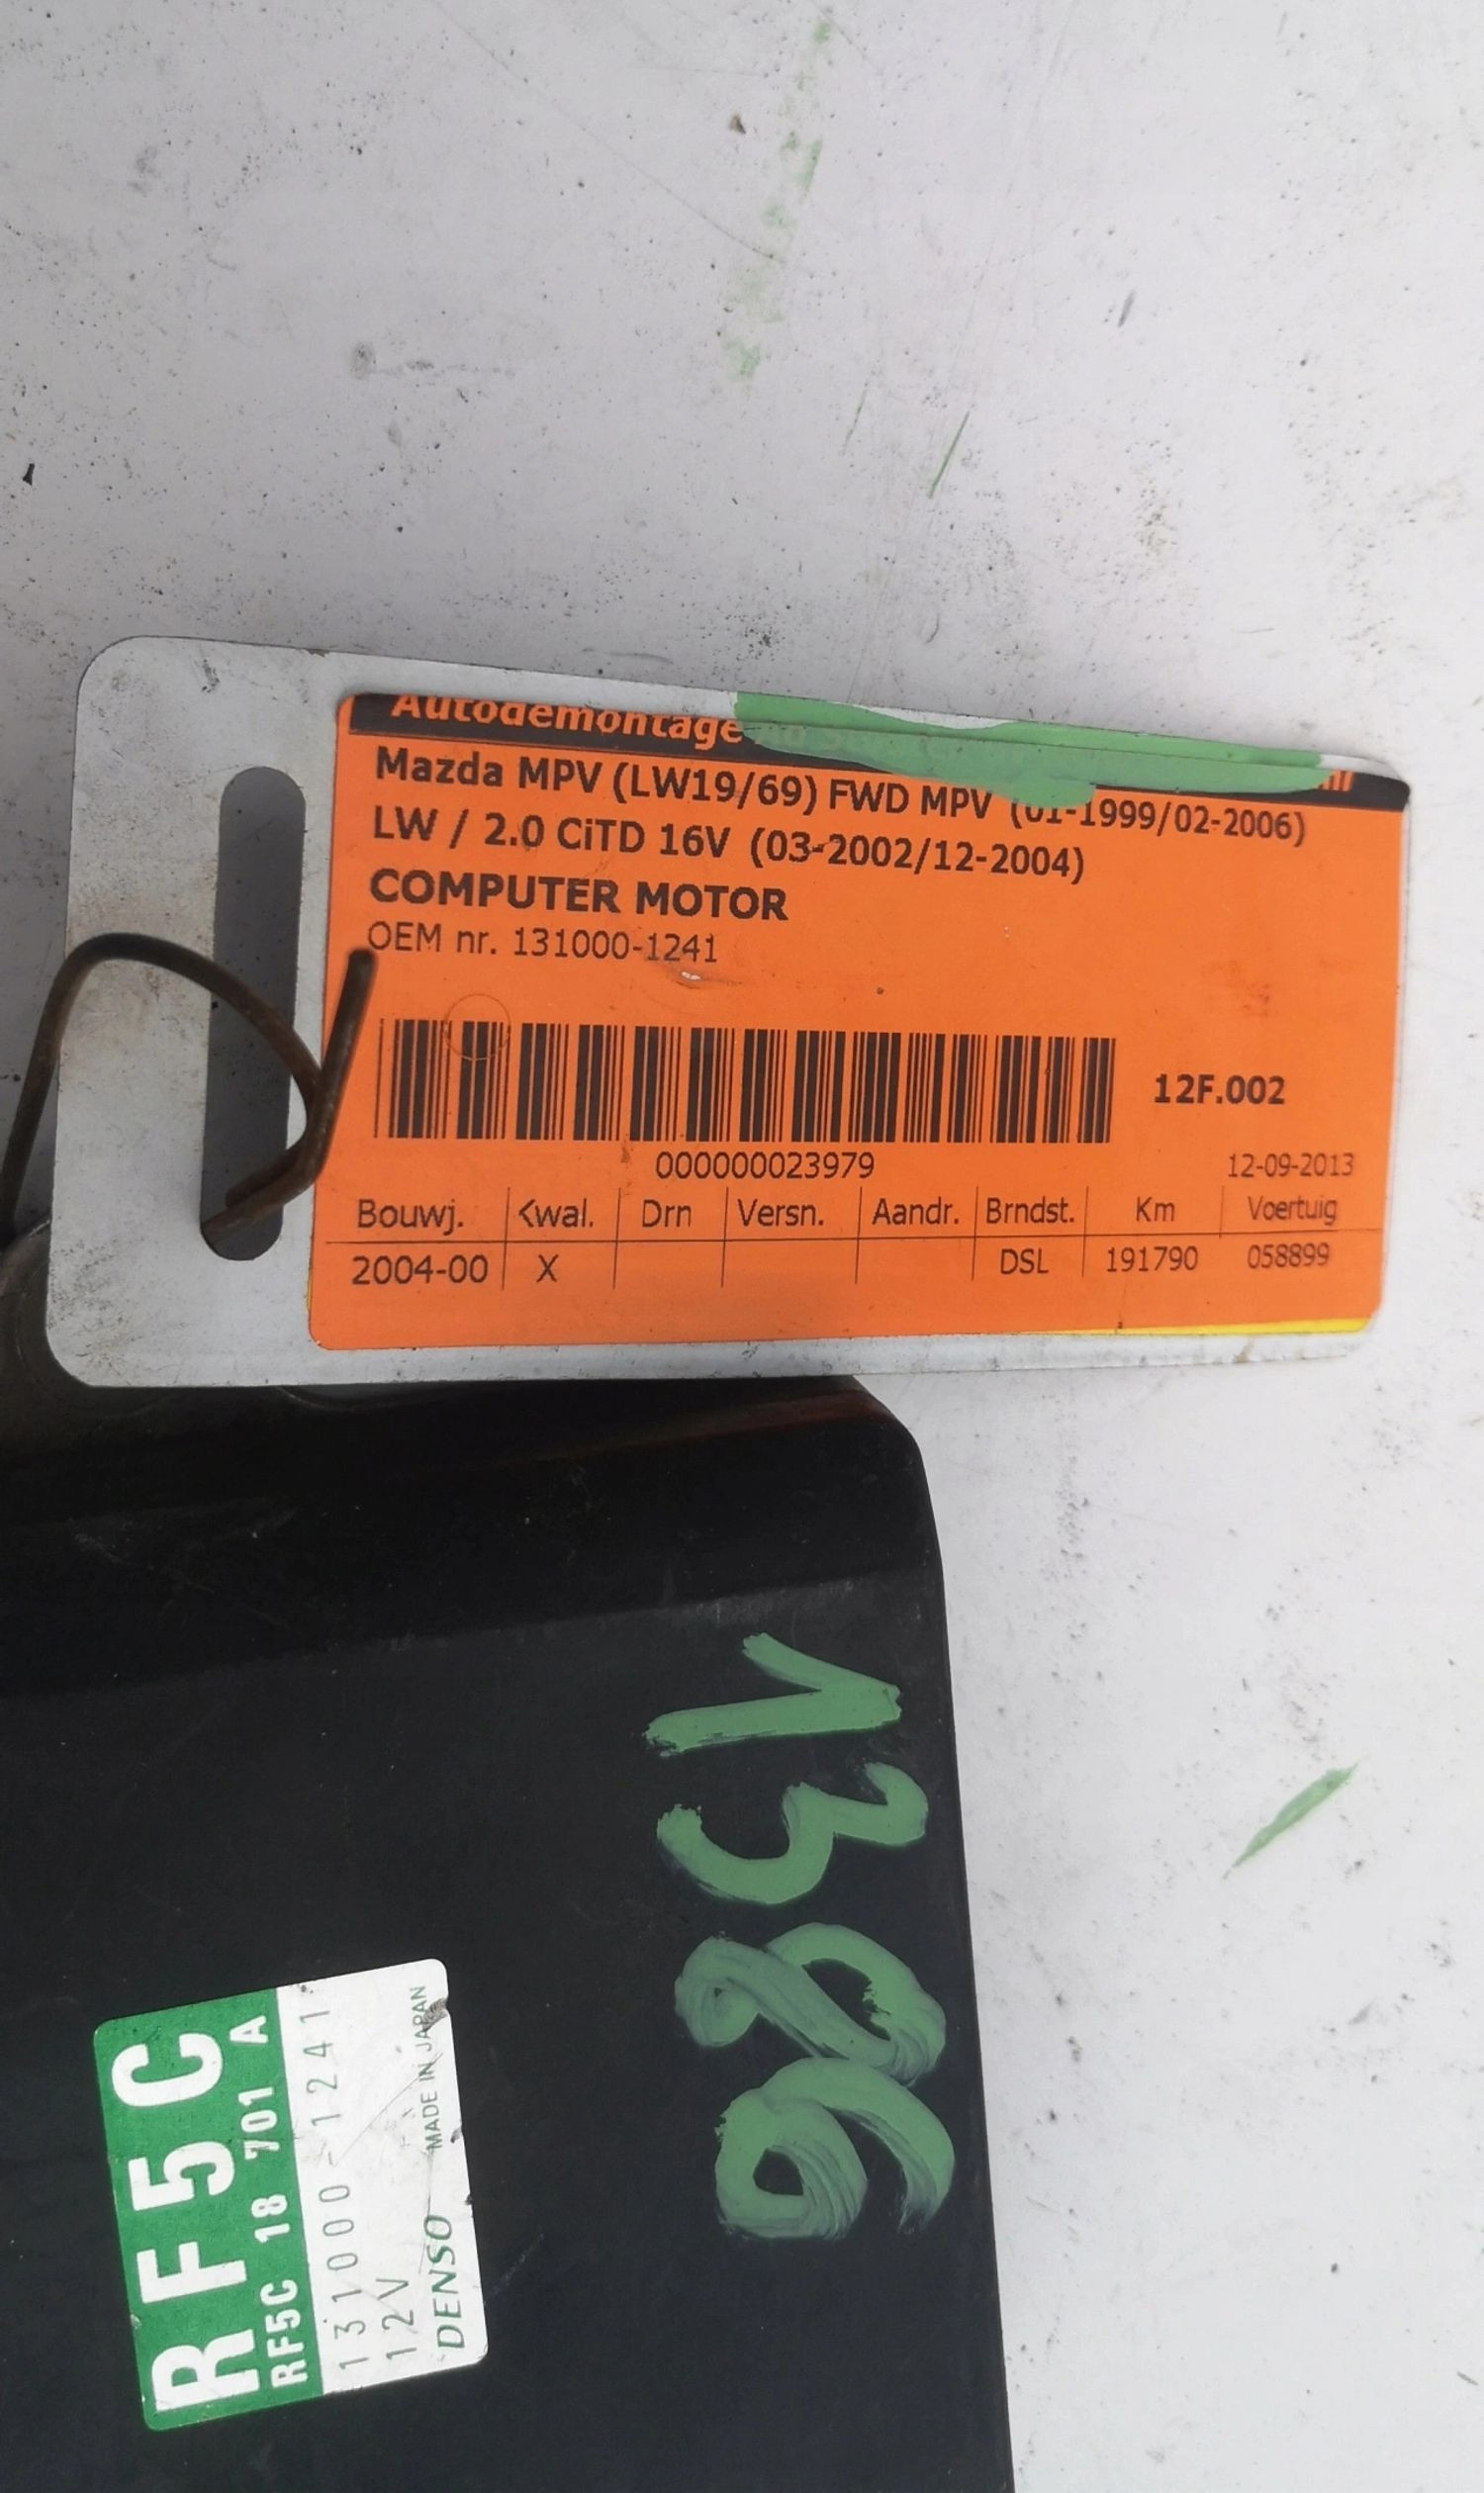 Autodemontage
Mazda MPV (LW19/69) FWD MPV (01-1999/02-2006)
LW / 2.0 CiTD 16V (03-2002/12-2004)
COMPUTER MOTOR
OEM nr. 131000-1241
12F.002
000000023979
12-09-2013
Bouwj. Kwal. Drn Versn. Aandr. Brndst. Km Voertuig
2004-00 X DSL 191790 058899
1386
RF5C
RF5C 18 701 A
131000-1241
12V
DENSO MADE IN JAPAN